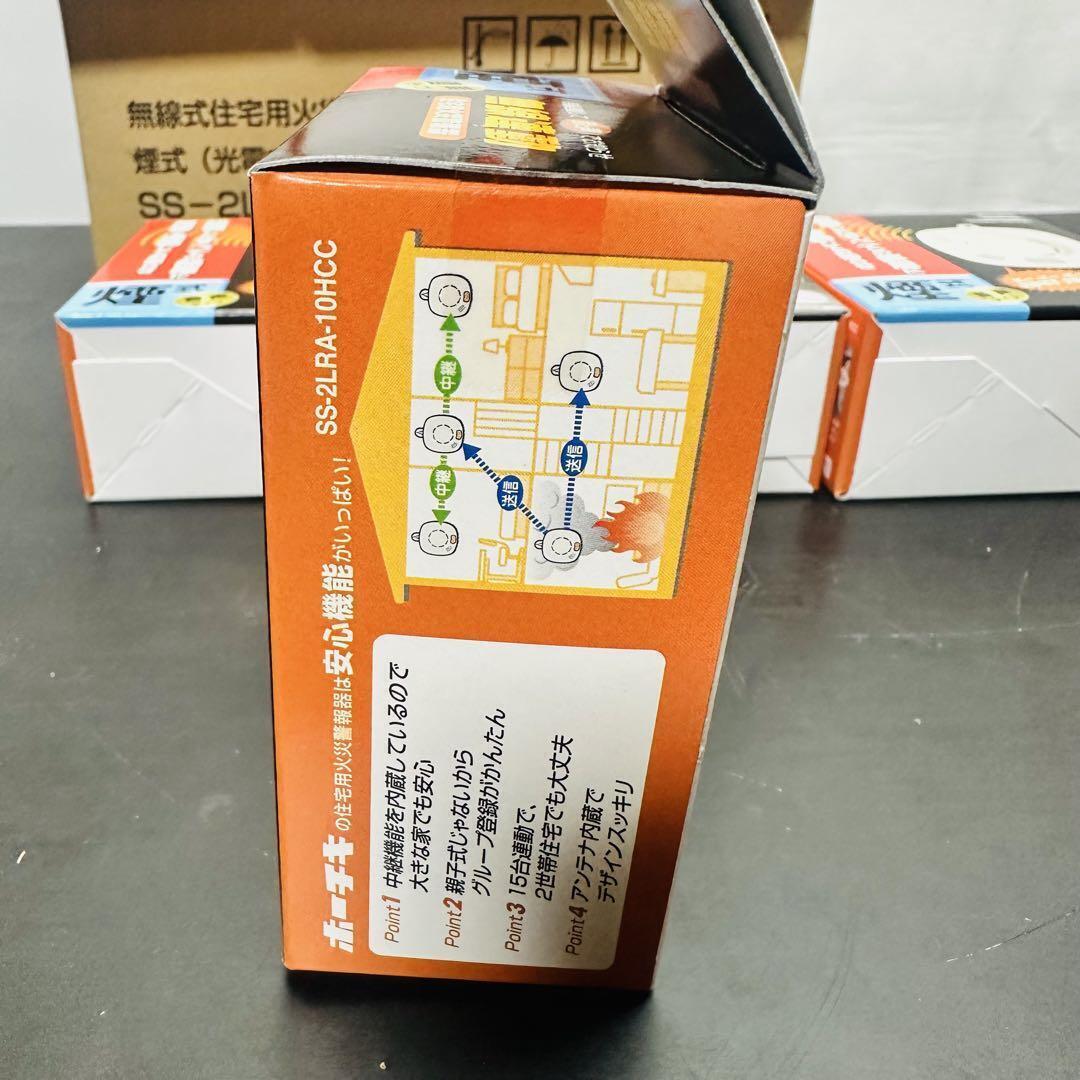 無線式住宅用火
煙式（光電
SS-2L
ホーチキの住宅用火災警報器は安心機能がいっぱい! SS-2LRA-10HCC
中継
中継
送信
送信
Point1 中継機能を内蔵しているので
大きな家でも安心
Point2 親子式じゃないから
グループ登録がかんたん
Point3 15台連動で、
2世帯住宅でも大丈夫
Point4 アンテナ内蔵で
デザインスッキリ
煙式
煙式